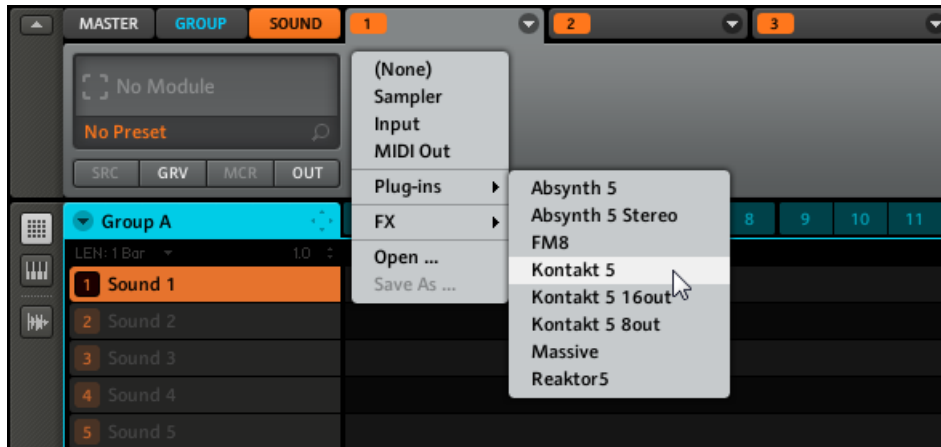 MASTER GROUP SOUND 1 2 3
No Module
No Preset
SRC GRV MCR OUT
(None)
Sampler
Input
MIDI Out
Plug-ins
FX
Open ...
Save As ...
Absynth 5
Absynth 5 Stereo
FM8
Kontakt 5
Kontakt 5 16out
Kontakt 5 8out
Massive
Reaktor5
Group A 8 9 10 11
LEN: 1 Bar 1.0
1 Sound 1
2 Sound 2
3 Sound 3
4 Sound 4
5 Sound 5